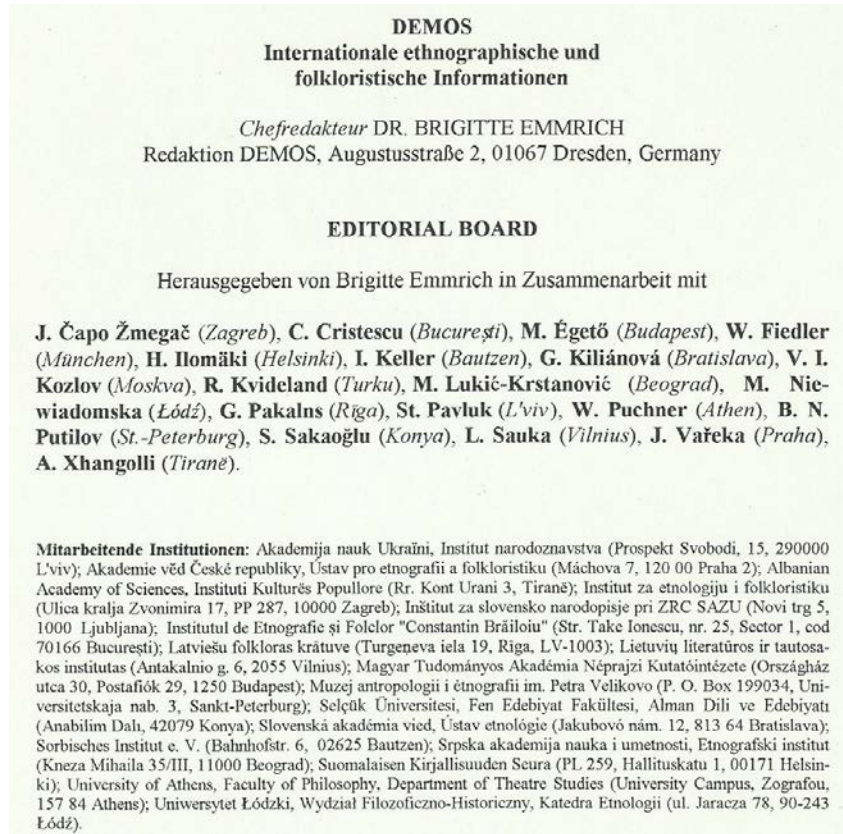 DEMOS
Internationale ethnographische und
folkloristische Informationen
Chefredakteur DR. BRIGITTE EMMRICH
Redaktion DEMOS, Augustusstraße 2, 01067 Dresden, Germany
EDITORIAL BOARD
Herausgegeben von Brigitte Emmrich in Zusammenarbeit mit
J. Čapo Žmegač (Zagreb), C. Cristescu (Bucureşti), M. Égető (Budapest), W. Fiedler
(München), H. Ilomäki (Helsinki), I. Keller (Bautzen), G. Kiliánová (Bratislava), V. I.
Kozlov (Moskva), R. Kvideland (Turku), M. Lukić-Krstanović (Beograd), M. Nie-
wiadomska (Łódź), G. Pakalns (Rīga), St. Pavluk (L'viv), W. Puchner (Athen), B. N.
Putilov (St.-Peterburg), S. Sakaoğlu (Konya), L. Sauka (Vilnius), J. Vařeka (Praha),
A. Xhangolli (Tiranë).
Mitarbeitende Institutionen: Akademija nauk Ukraïni, Institut narodoznavstva (Prospekt Svobodi, 15, 290000
L'viv); Akademie věd České republiky, Ústav pro etnografii a folkloristiku (Máchova 7, 120 00 Praha 2); Albanian
Academy of Sciences, Instituti Kulturës Popullore (Rr. Kont Urani 3, Tiranë); Institut za etnologiju i folkloristiku
(Ulica kralja Zvonimira 17, PP 287, 10000 Zagreb); Inštitut za slovensko narodopisje pri ZRC SAZU (Novi trg 5,
1000 Ljubljana); Institutul de Etnografie şi Folclor "Constantin Brăiloiu" (Str. Take Ionescu, nr. 25, Sector 1, cod
70166 Bucureşti); Latviešu folkloras krātuve (Turgeņeva iela 19, Riga, LV-1003); Lietuvių literatūros ir tautosa-
kos institutas (Antakalnio g. 6, 2055 Vilnius); Magyar Tudományos Akadémia Néprajzi Kutatóintézete (Országház
utca 30, Postafiók 29, 1250 Budapest); Muzej antropologii i ėtnografii im. Petra Velikovo (P. O. Box 199034, Uni-
versitetskaja nab. 3, Sankt-Peterburg); Selçük Üniversitesi, Fen Edebiyat Fakültesi, Alman Dili ve Edebiyatı
(Anabilim Dalı, 42079 Konya); Slovenská akadémia vied, Ústav etnológie (Jakubovó nám. 12, 813 64 Bratislava);
Sorbisches Institut e. V. (Bahnhofstr. 6, 02625 Bautzen); Srpska akademija nauka i umetnosti, Etnografski institut
(Kneza Mihaila 35/III, 11000 Beograd); Suomalaisen Kirjallisuuden Seura (PL 259, Hallituskatu 1, 00171 Helsin-
ki); University of Athens, Faculty of Philosophy, Department of Theatre Studies (University Campus, Zografou,
157 84 Athens); Uniwersytet Łódzki, Wydział Filozoficzno-Historiczny, Katedra Etnologii (ul. Jaracza 78, 90-243
Łódź).